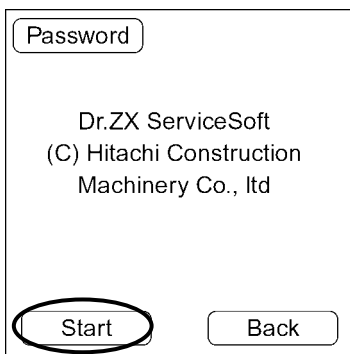 Password
Dr.ZX ServiceSoft
(C) Hitachi Construction
Machinery Co., ltd
Start
Back